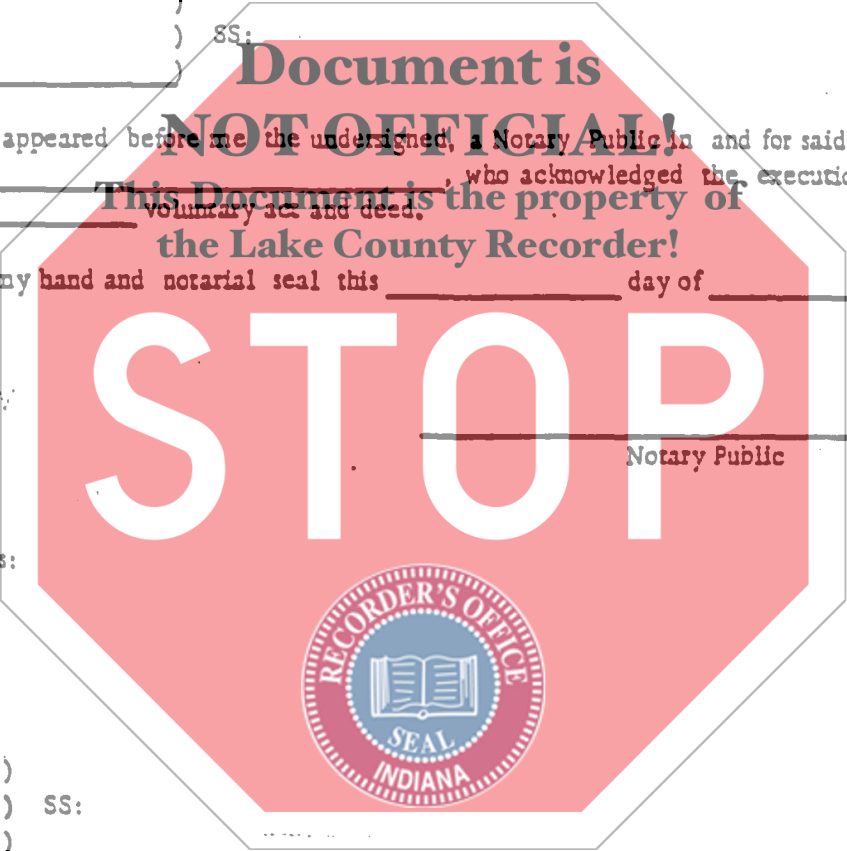 )
) SS:
)
Document is
NOT OFFICIAL!
This Document is the property of
the Lake County Recorder!
appeared before me the undersigned, a Notary Public in and for said
, who acknowledged the
voluntary act and deed.
my hand and notarial seal this day of
STOP
Notary Public
s:
RECORDER'S OFFICE
SEAL
INDIANA
)
) SS:
)